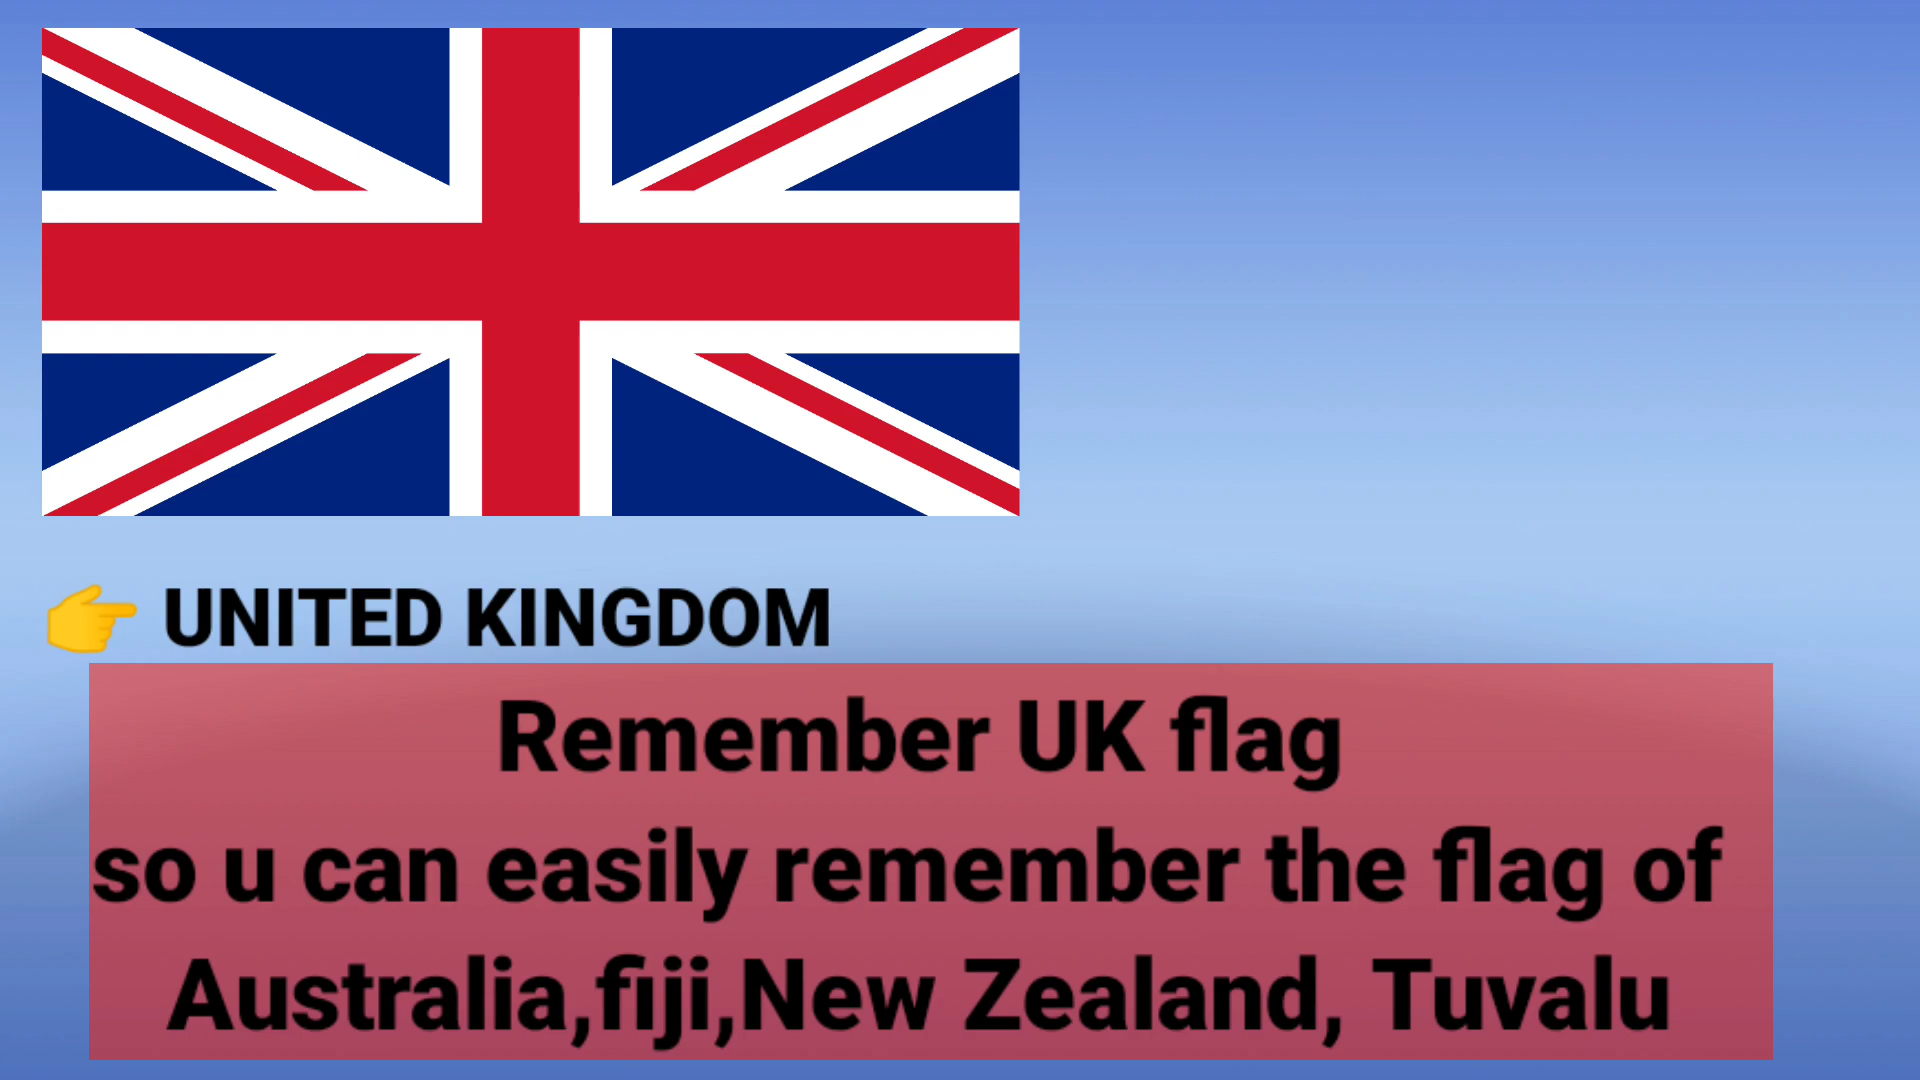 👉 UNITED KINGDOM
Remember UK flag
so u can easily remember the flag of
Australia,fiji,New Zealand, Tuvalu